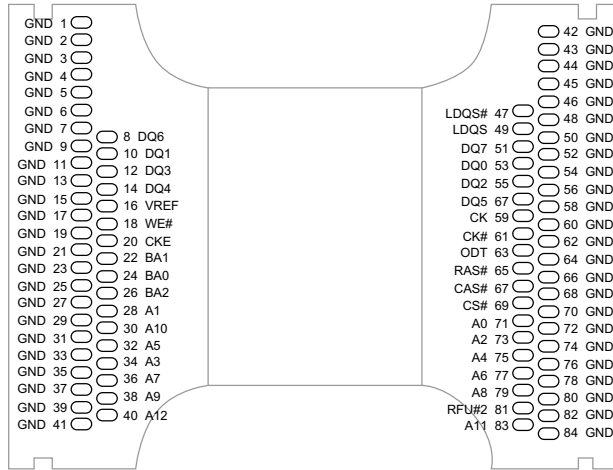 GND 1
GND 2
GND 3
GND 4
GND 5
GND 6
GND 7
8 DQ6
GND 9
10 DQ1
GND 11
12 DQ3
GND 13
14 DQ4
GND 15
16 VREF
GND 17
18 WE#
GND 19
20 CKE
GND 21
22 BA1
GND 23
24 BA0
GND 25
26 BA2
GND 27
28 A1
GND 29
30 A10
GND 31
32 A5
GND 33
34 A3
GND 35
36 A7
GND 37
38 A9
GND 39
40 A12
GND 41
42 GND
43 GND
44 GND
45 GND
46 GND
LDQS# 47
48 GND
LDQS 49
50 GND
DQ7 51
52 GND
DQ0 53
54 GND
DQ2 55
56 GND
DQ5 67
58 GND
CK 59
60 GND
CK# 61
62 GND
ODT 63
64 GND
RAS# 65
66 GND
CAS# 67
68 GND
CS# 69
70 GND
A0 71
72 GND
A2 73
74 GND
A4 75
76 GND
A6 77
78 GND
A8 79
80 GND
RFU#2 81
82 GND
A11 83
84 GND